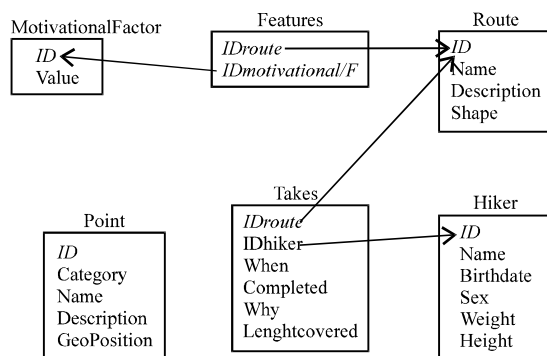 MotivationalFactor
ID
Value
Features
IDroute
IDmotivational/F
Route
ID
Name
Description
Shape
Point
ID
Category
Name
Description
GeoPosition
Takes
IDroute
IDhiker
When
Completed
Why
Lenghtcovered
Hiker
ID
Name
Birthdate
Sex
Weight
Height